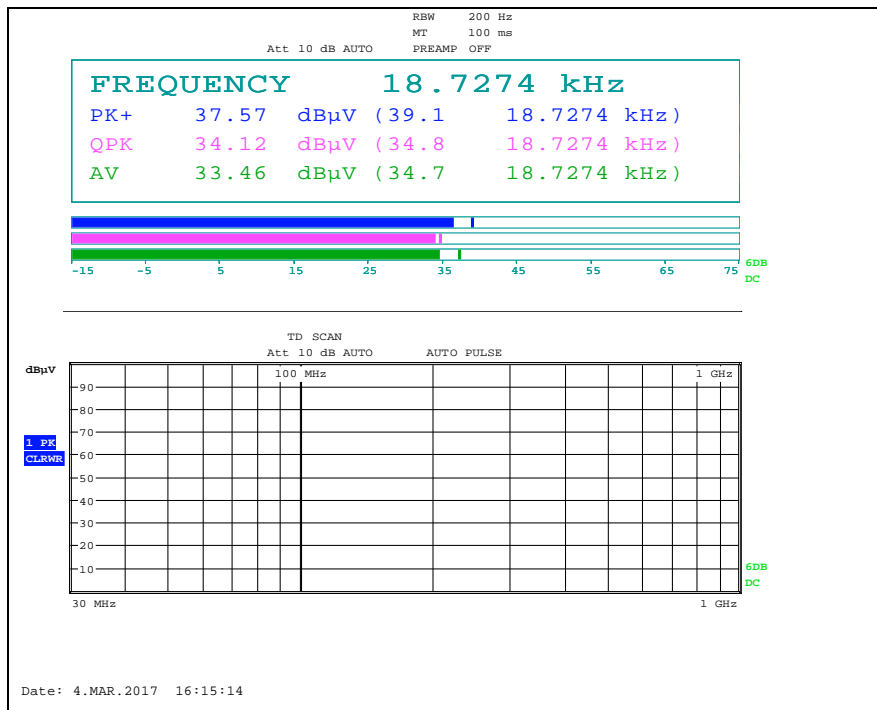 RBW 200 Hz
MT 100 ms
Att 10 dB AUTO PREAMP OFF
FREQUENCY 18.7274 kHz
PK+ 37.57 dBµV (39.1 18.7274 kHz)
QPK 34.12 dBµV (34.8 18.7274 kHz)
AV 33.46 dBµV (34.7 18.7274 kHz)
-15 -5 5 15 25 35 45 55 65 75
6DB
DC
TD SCAN
Att 10 dB AUTO AUTO PULSE
dBµV
100 MHz 1 GHz
90
80
70
1 PK
CLRWR
60
50
40
30
20
10
6DB
DC
30 MHz 1 GHz
Date: 4.MAR.2017 16:15:14